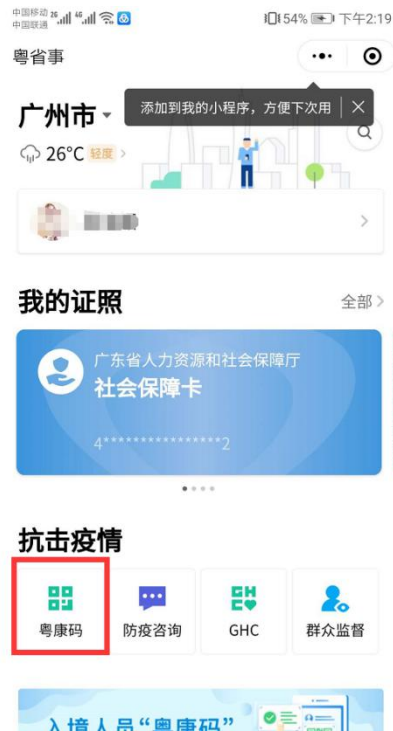 中国移动 26 46 54% 下午2:19
中国联通
粤省事
添加到我的小程序，方便下次用
广州市
26°C 轻度
我的证照 全部
广东省人力资源和社会保障厅
社会保障卡
4*****************2
抗击疫情
粤康码 防疫咨询 GHC 群众监督
GH
C
入境人员“粤康码”